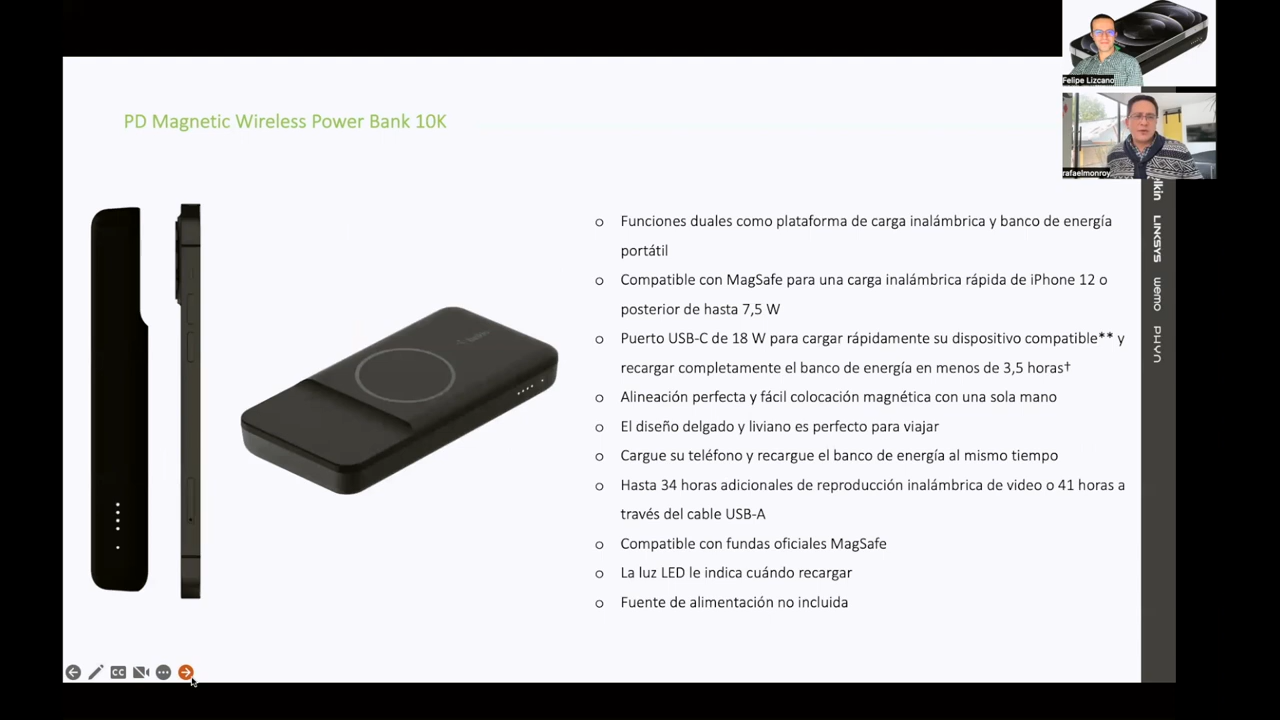 PD Magnetic Wireless Power Bank 10K
Felipe Lizcano
rafaelmonroy
elkin
LINKSYS
wemo
PHYN
o Funciones duales como plataforma de carga inalámbrica y banco de energía
portátil
o Compatible con MagSafe para una carga inalámbrica rápida de iPhone 12 o
posterior de hasta 7,5 W
o Puerto USB-C de 18 W para cargar rápidamente su dispositivo compatible** y
recargar completamente el banco de energía en menos de 3,5 horas†
o Alineación perfecta y fácil colocación magnética con una sola mano
o El diseño delgado y liviano es perfecto para viajar
o Cargue su teléfono y recargue el banco de energía al mismo tiempo
o Hasta 34 horas adicionales de reproducción inalámbrica de video o 41 horas a
través del cable USB-A
o Compatible con fundas oficiales MagSafe
o La luz LED le indica cuándo recargar
o Fuente de alimentación no incluida
CC